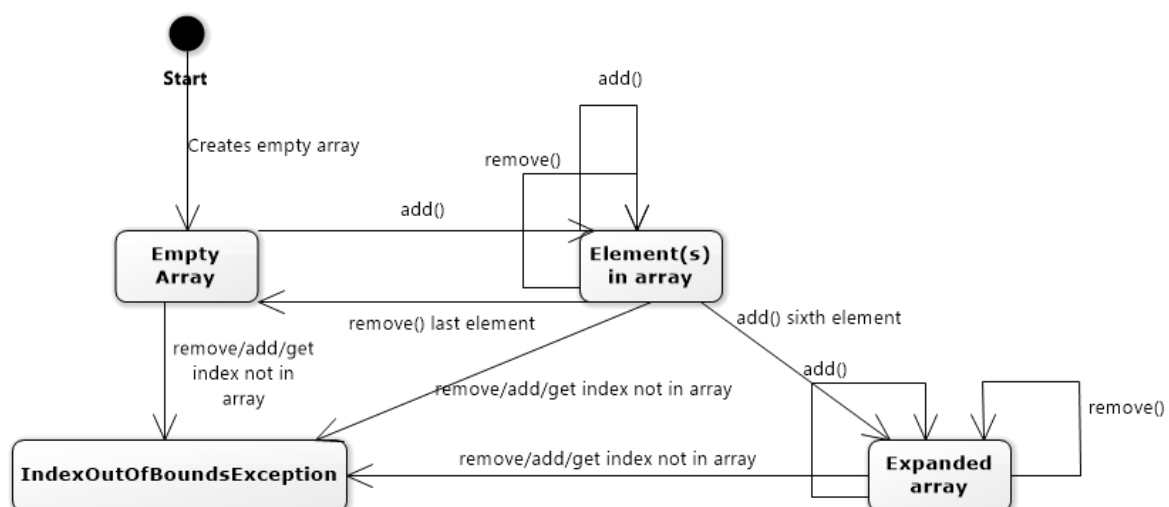 Start
add()
Creates empty array
remove()
add()
Empty
Array
Element(s)
in array
remove() last element
add() sixth element
remove/add/get
index not in
array
add()
remove/add/get index not in array
remove()
remove/add/get index not in array
IndexOutOfBoundsException
Expanded
array